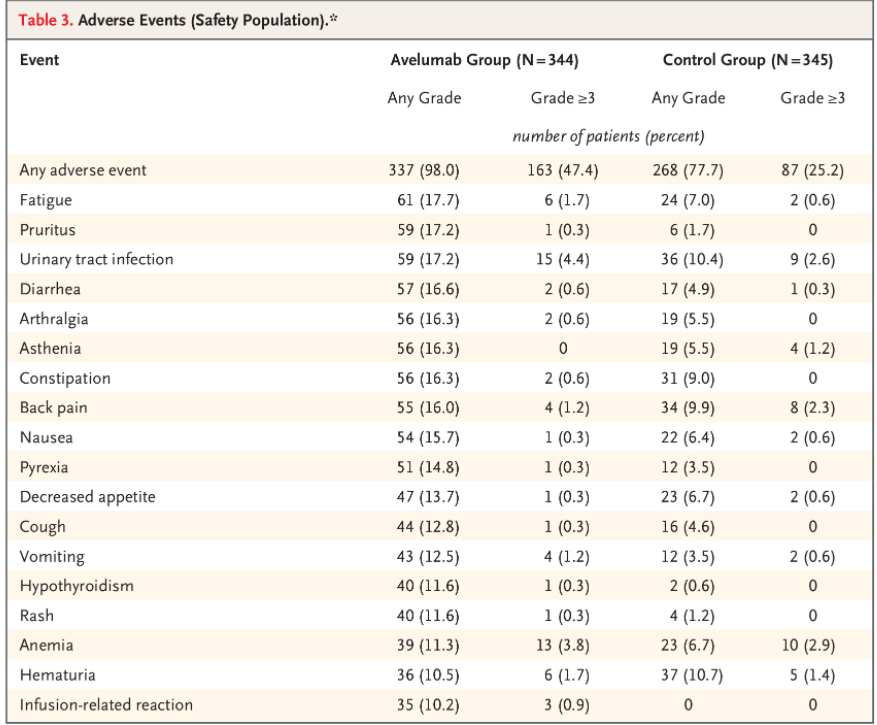 Table 3. Adverse Events (Safety Population).*
Event Avelumab Group (N=344) Control Group (N=345)
Any Grade Grade ≥3 Any Grade Grade ≥3
number of patients (percent)
Any adverse event 337 (98.0) 163 (47.4) 268 (77.7) 87 (25.2)
Fatigue 61 (17.7) 6 (1.7) 24 (7.0) 2 (0.6)
Pruritus 59 (17.2) 1 (0.3) 6 (1.7) 0
Urinary tract infection 59 (17.2) 15 (4.4) 36 (10.4) 9 (2.6)
Diarrhea 57 (16.6) 2 (0.6) 17 (4.9) 1 (0.3)
Arthralgia 56 (16.3) 2 (0.6) 19 (5.5) 0
Asthenia 56 (16.3) 0 19 (5.5) 4 (1.2)
Constipation 56 (16.3) 2 (0.6) 31 (9.0) 0
Back pain 55 (16.0) 4 (1.2) 34 (9.9) 8 (2.3)
Nausea 54 (15.7) 1 (0.3) 22 (6.4) 2 (0.6)
Pyrexia 51 (14.8) 1 (0.3) 12 (3.5) 0
Decreased appetite 47 (13.7) 1 (0.3) 23 (6.7) 2 (0.6)
Cough 44 (12.8) 1 (0.3) 16 (4.6) 0
Vomiting 43 (12.5) 4 (1.2) 12 (3.5) 2 (0.6)
Hypothyroidism 40 (11.6) 1 (0.3) 2 (0.6) 0
Rash 40 (11.6) 1 (0.3) 4 (1.2) 0
Anemia 39 (11.3) 13 (3.8) 23 (6.7) 10 (2.9)
Hematuria 36 (10.5) 6 (1.7) 37 (10.7) 5 (1.4)
Infusion-related reaction 35 (10.2) 3 (0.9) 0 0